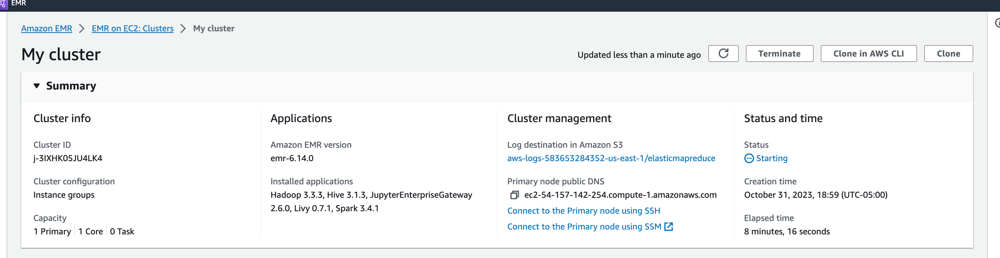 EMR
Amazon EMR > EMR on EC2: Clusters > My cluster
My cluster
Updated less than a minute ago
Terminate
Clone in AWS CLI
Clone
Summary
Cluster info
Cluster ID
j-3IXHK05JU4LK4
Cluster configuration
Instance groups
Capacity
1 Primary | 1 Core | 0 Task
Applications
Amazon EMR version
emr-6.14.0
Installed applications
Hadoop 3.3.3, Hive 3.1.3, JupyterEnterpriseGateway
2.6.0, Livy 0.7.1, Spark 3.4.1
Cluster management
Log destination in Amazon S3
aws-logs-583653284352-us-east-1/elasticmapreduce
Primary node public DNS
ec2-54-157-142-254.compute-1.amazonaws.com
Connect to the Primary node using SSH
Connect to the Primary node using SSM
Status and time
Status
Starting
Creation time
October 31, 2023, 18:59 (UTC-05:00)
Elapsed time
8 minutes, 16 seconds